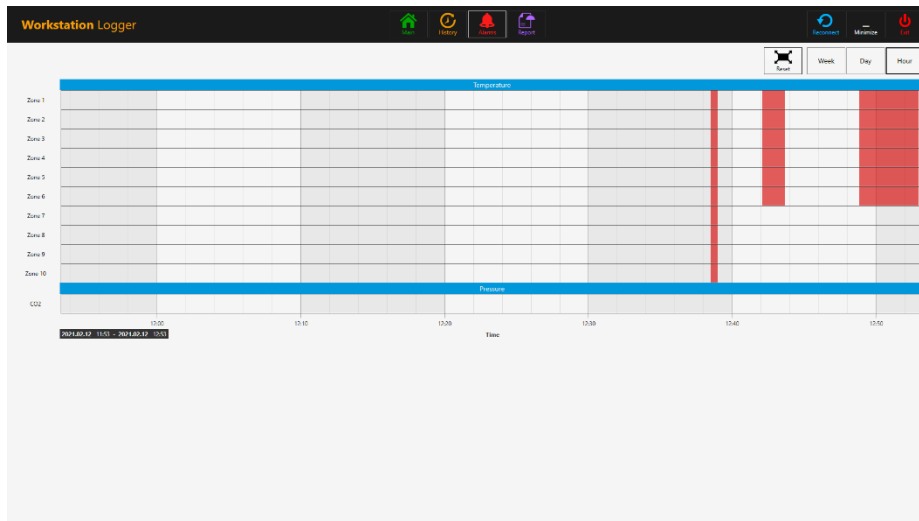 Workstation Logger
Main
History
Alarms
Report
Reconnect
Minimize
Exit
Reset
Week
Day
Hour
Temperature
Zone 1
Zone 2
Zone 3
Zone 4
Zone 5
Zone 6
Zone 7
Zone 8
Zone 9
Zone 10
Pressure
CO2
12:00
12:10
12:20
12:30
12:40
12:50
2021.02.12 11:53 - 2021.02.12 12:53
Time